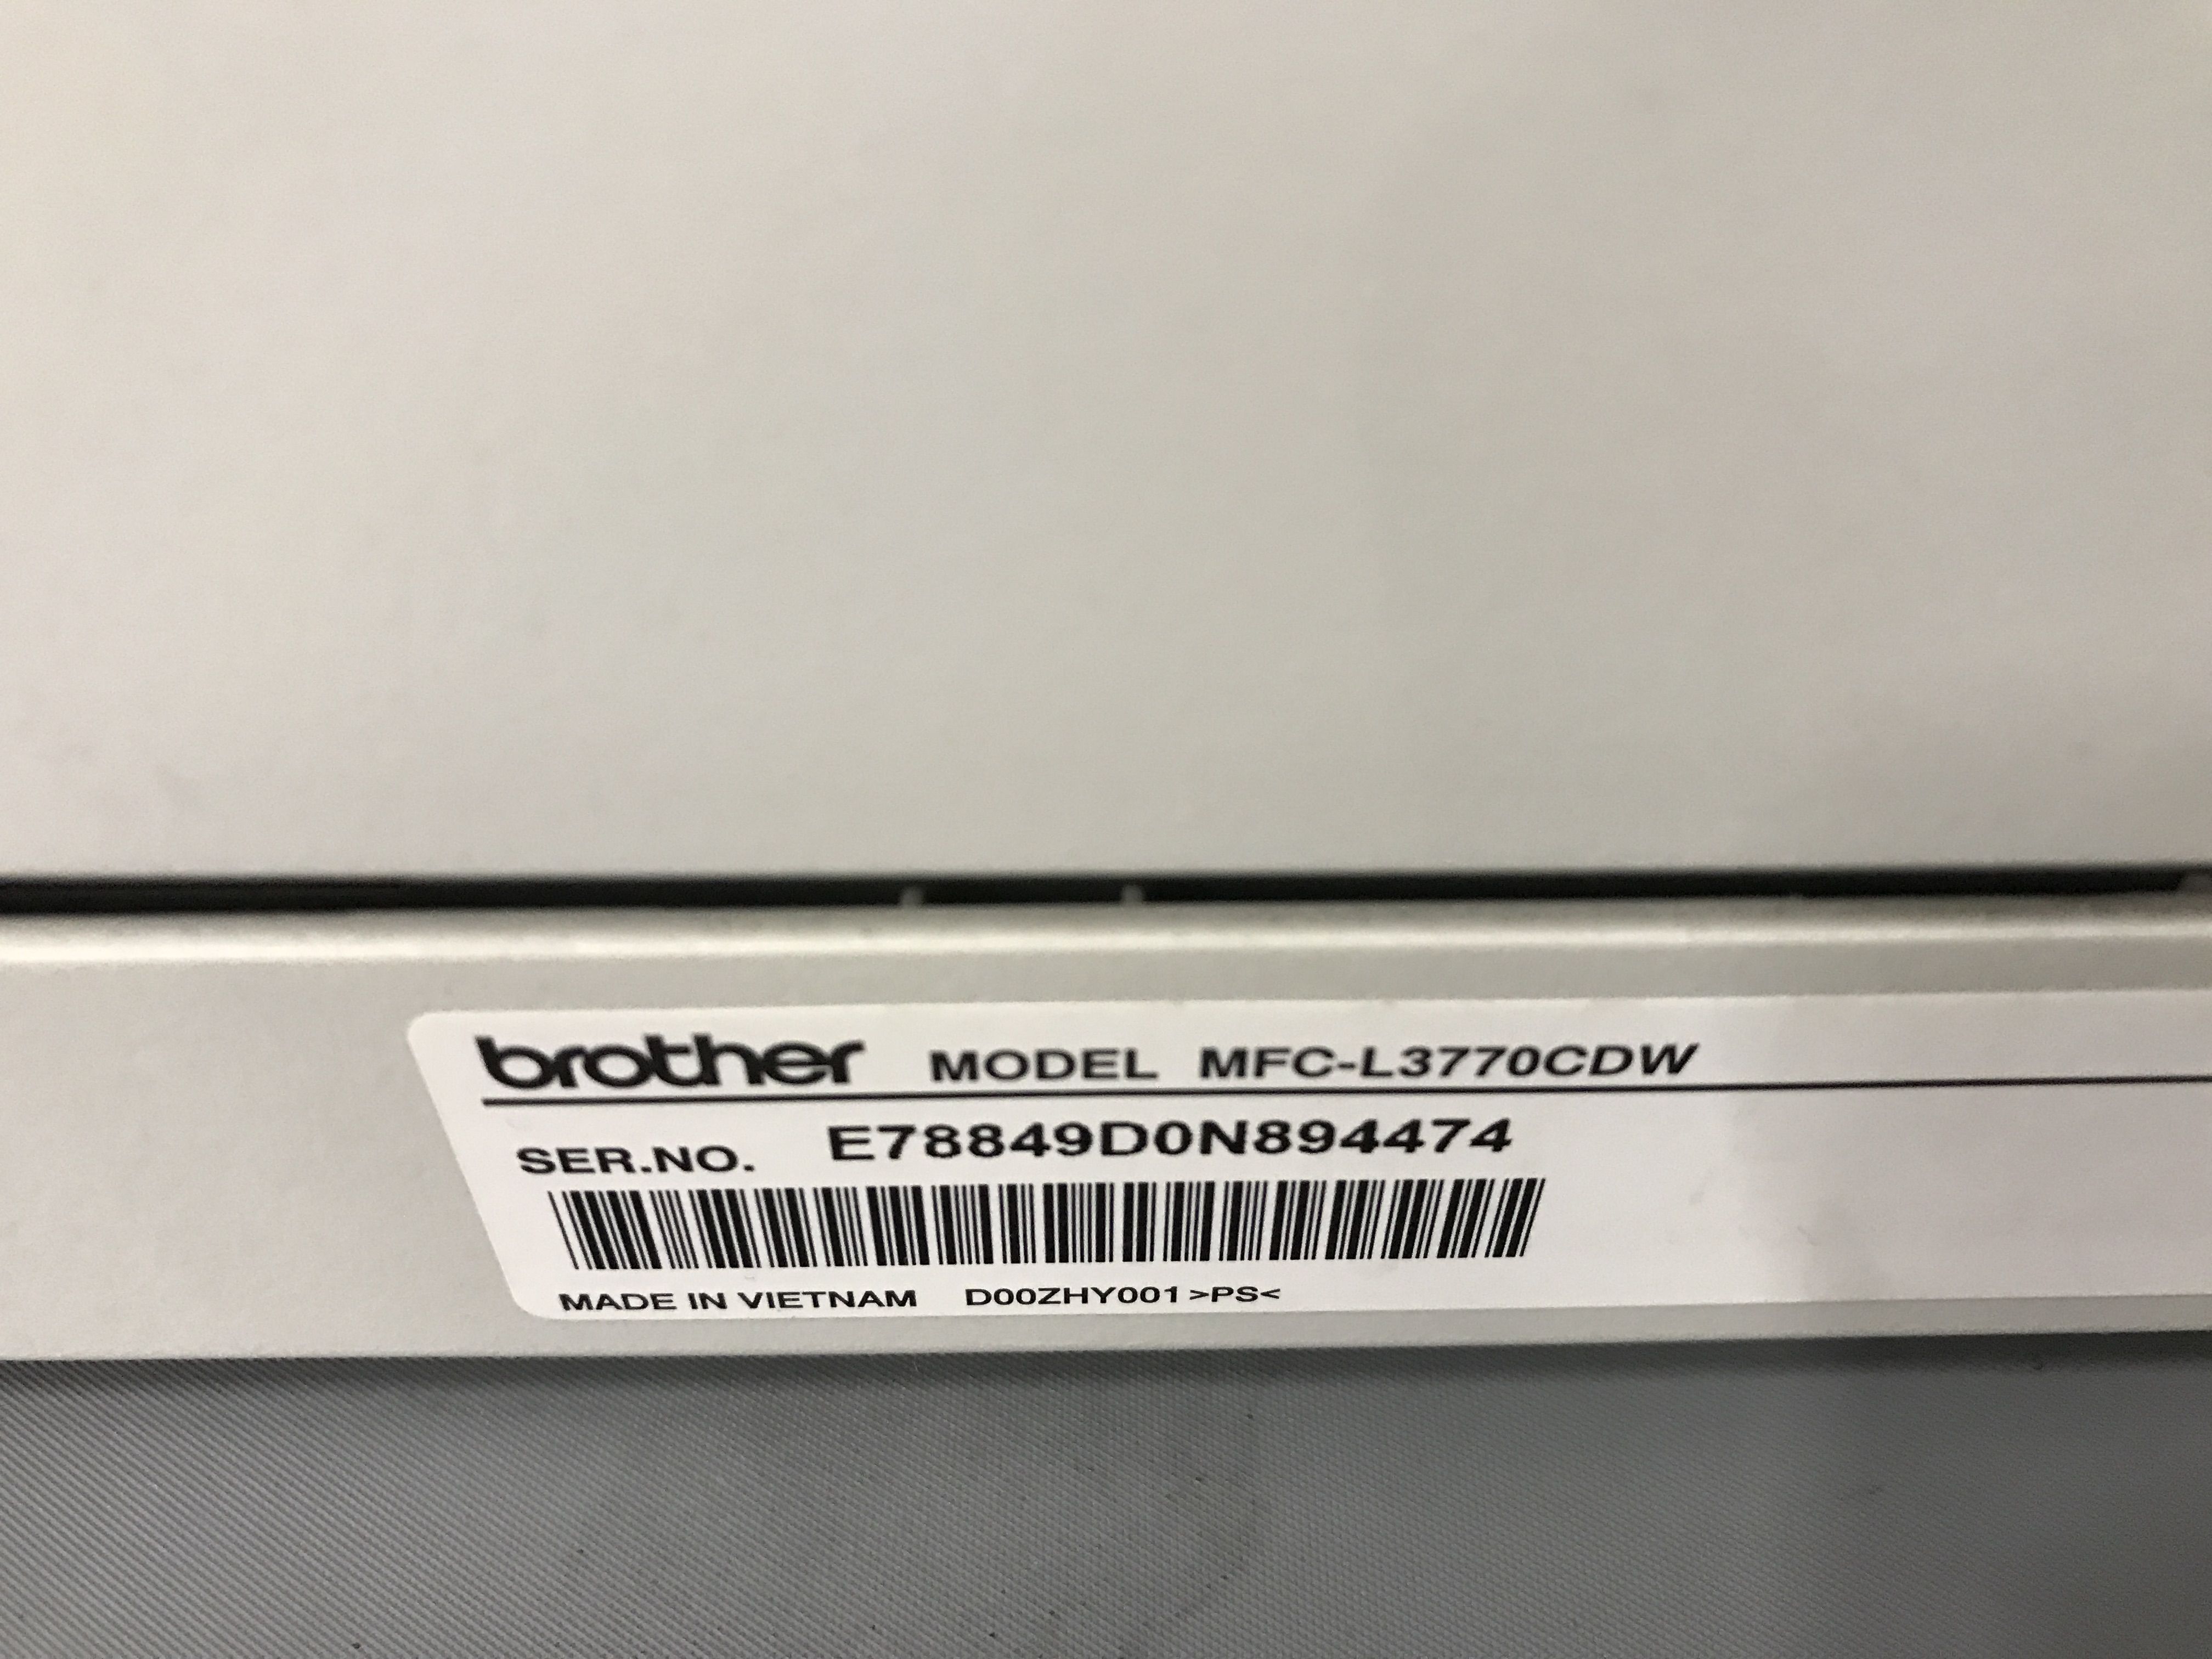 brother MODEL MFC-L3770CDW
SER.NO. E78849D0N894474
MADE IN VIETNAM D00ZHY001 >PS<